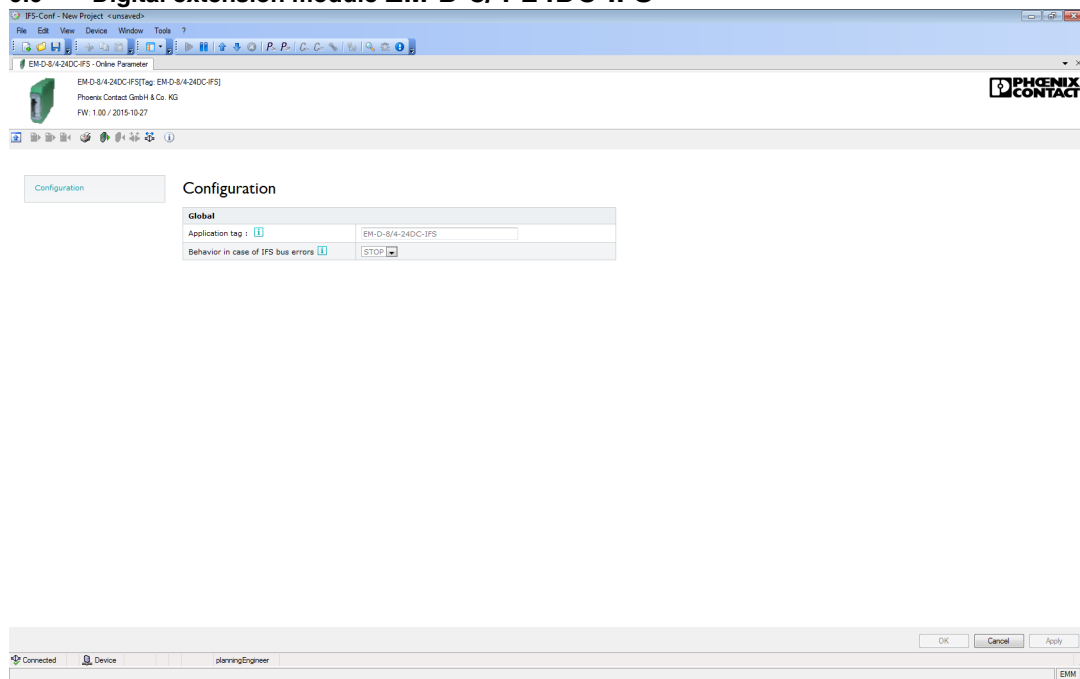 Digital extension module EM-D-8/4-24DC-IFS
IFS-Conf - New Project <unsaved>
File Edit View Device Window Tools ?
EM-D-8/4-24DC-IFS - Online Parameter
EM-D-8/4-24DC-IFS[Tag: EM-D-8/4-24DC-IFS]
Phoenix Contact GmbH & Co. KG
FW: 1.00 / 2015-10-27
PHŒNIX
CONTACT
Configuration
Configuration
Global
Application tag : i EM-D-8/4-24DC-IFS
Behavior in case of IFS bus errors i STOP
OK Cancel Apply
Connected Device planningEngineer
EMM